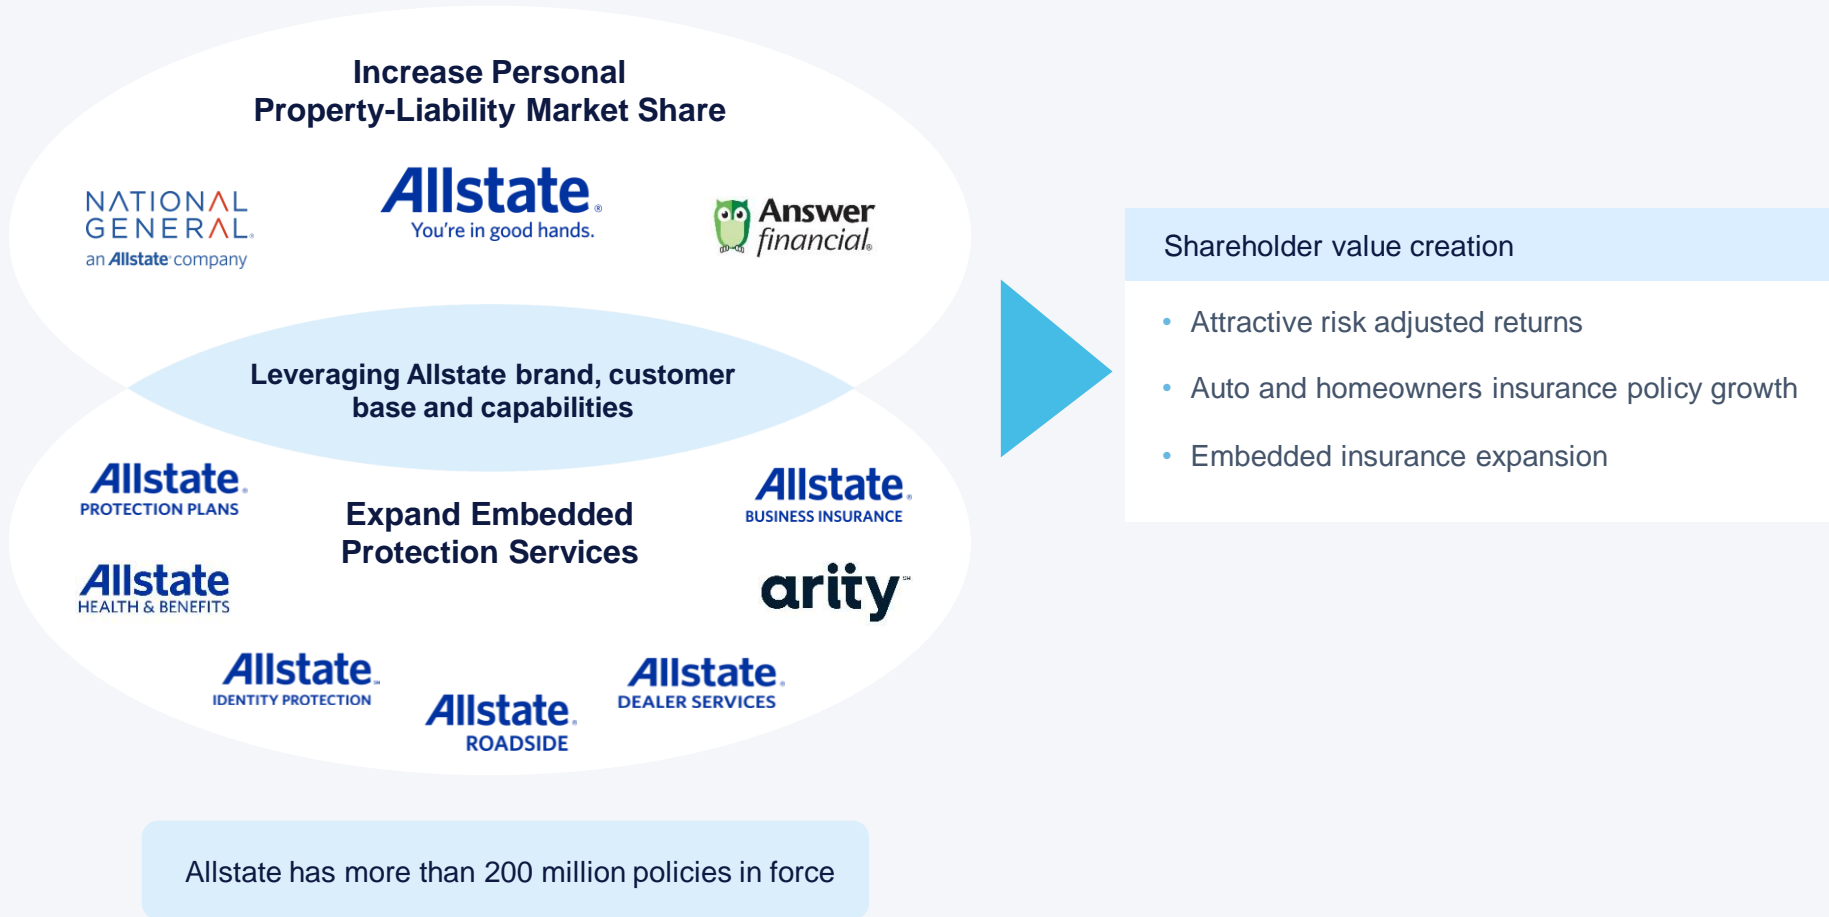 Increase Personal
Property-Liability Market Share
NATIONAL
GENERAL®
an Allstate company
Allstate®
You're in good hands.
Answer
financial®
Leveraging Allstate brand, customer
base and capabilities
Allstate®
PROTECTION PLANS
Allstate
HEALTH & BENEFITS
Expand Embedded
Protection Services
Allstate®
BUSINESS INSURANCE
arity℠
Allstate℠
IDENTITY PROTECTION
Allstate®
ROADSIDE
Allstate®
DEALER SERVICES
Allstate has more than 200 million policies in force
Shareholder value creation
• Attractive risk adjusted returns
• Auto and homeowners insurance policy growth
• Embedded insurance expansion